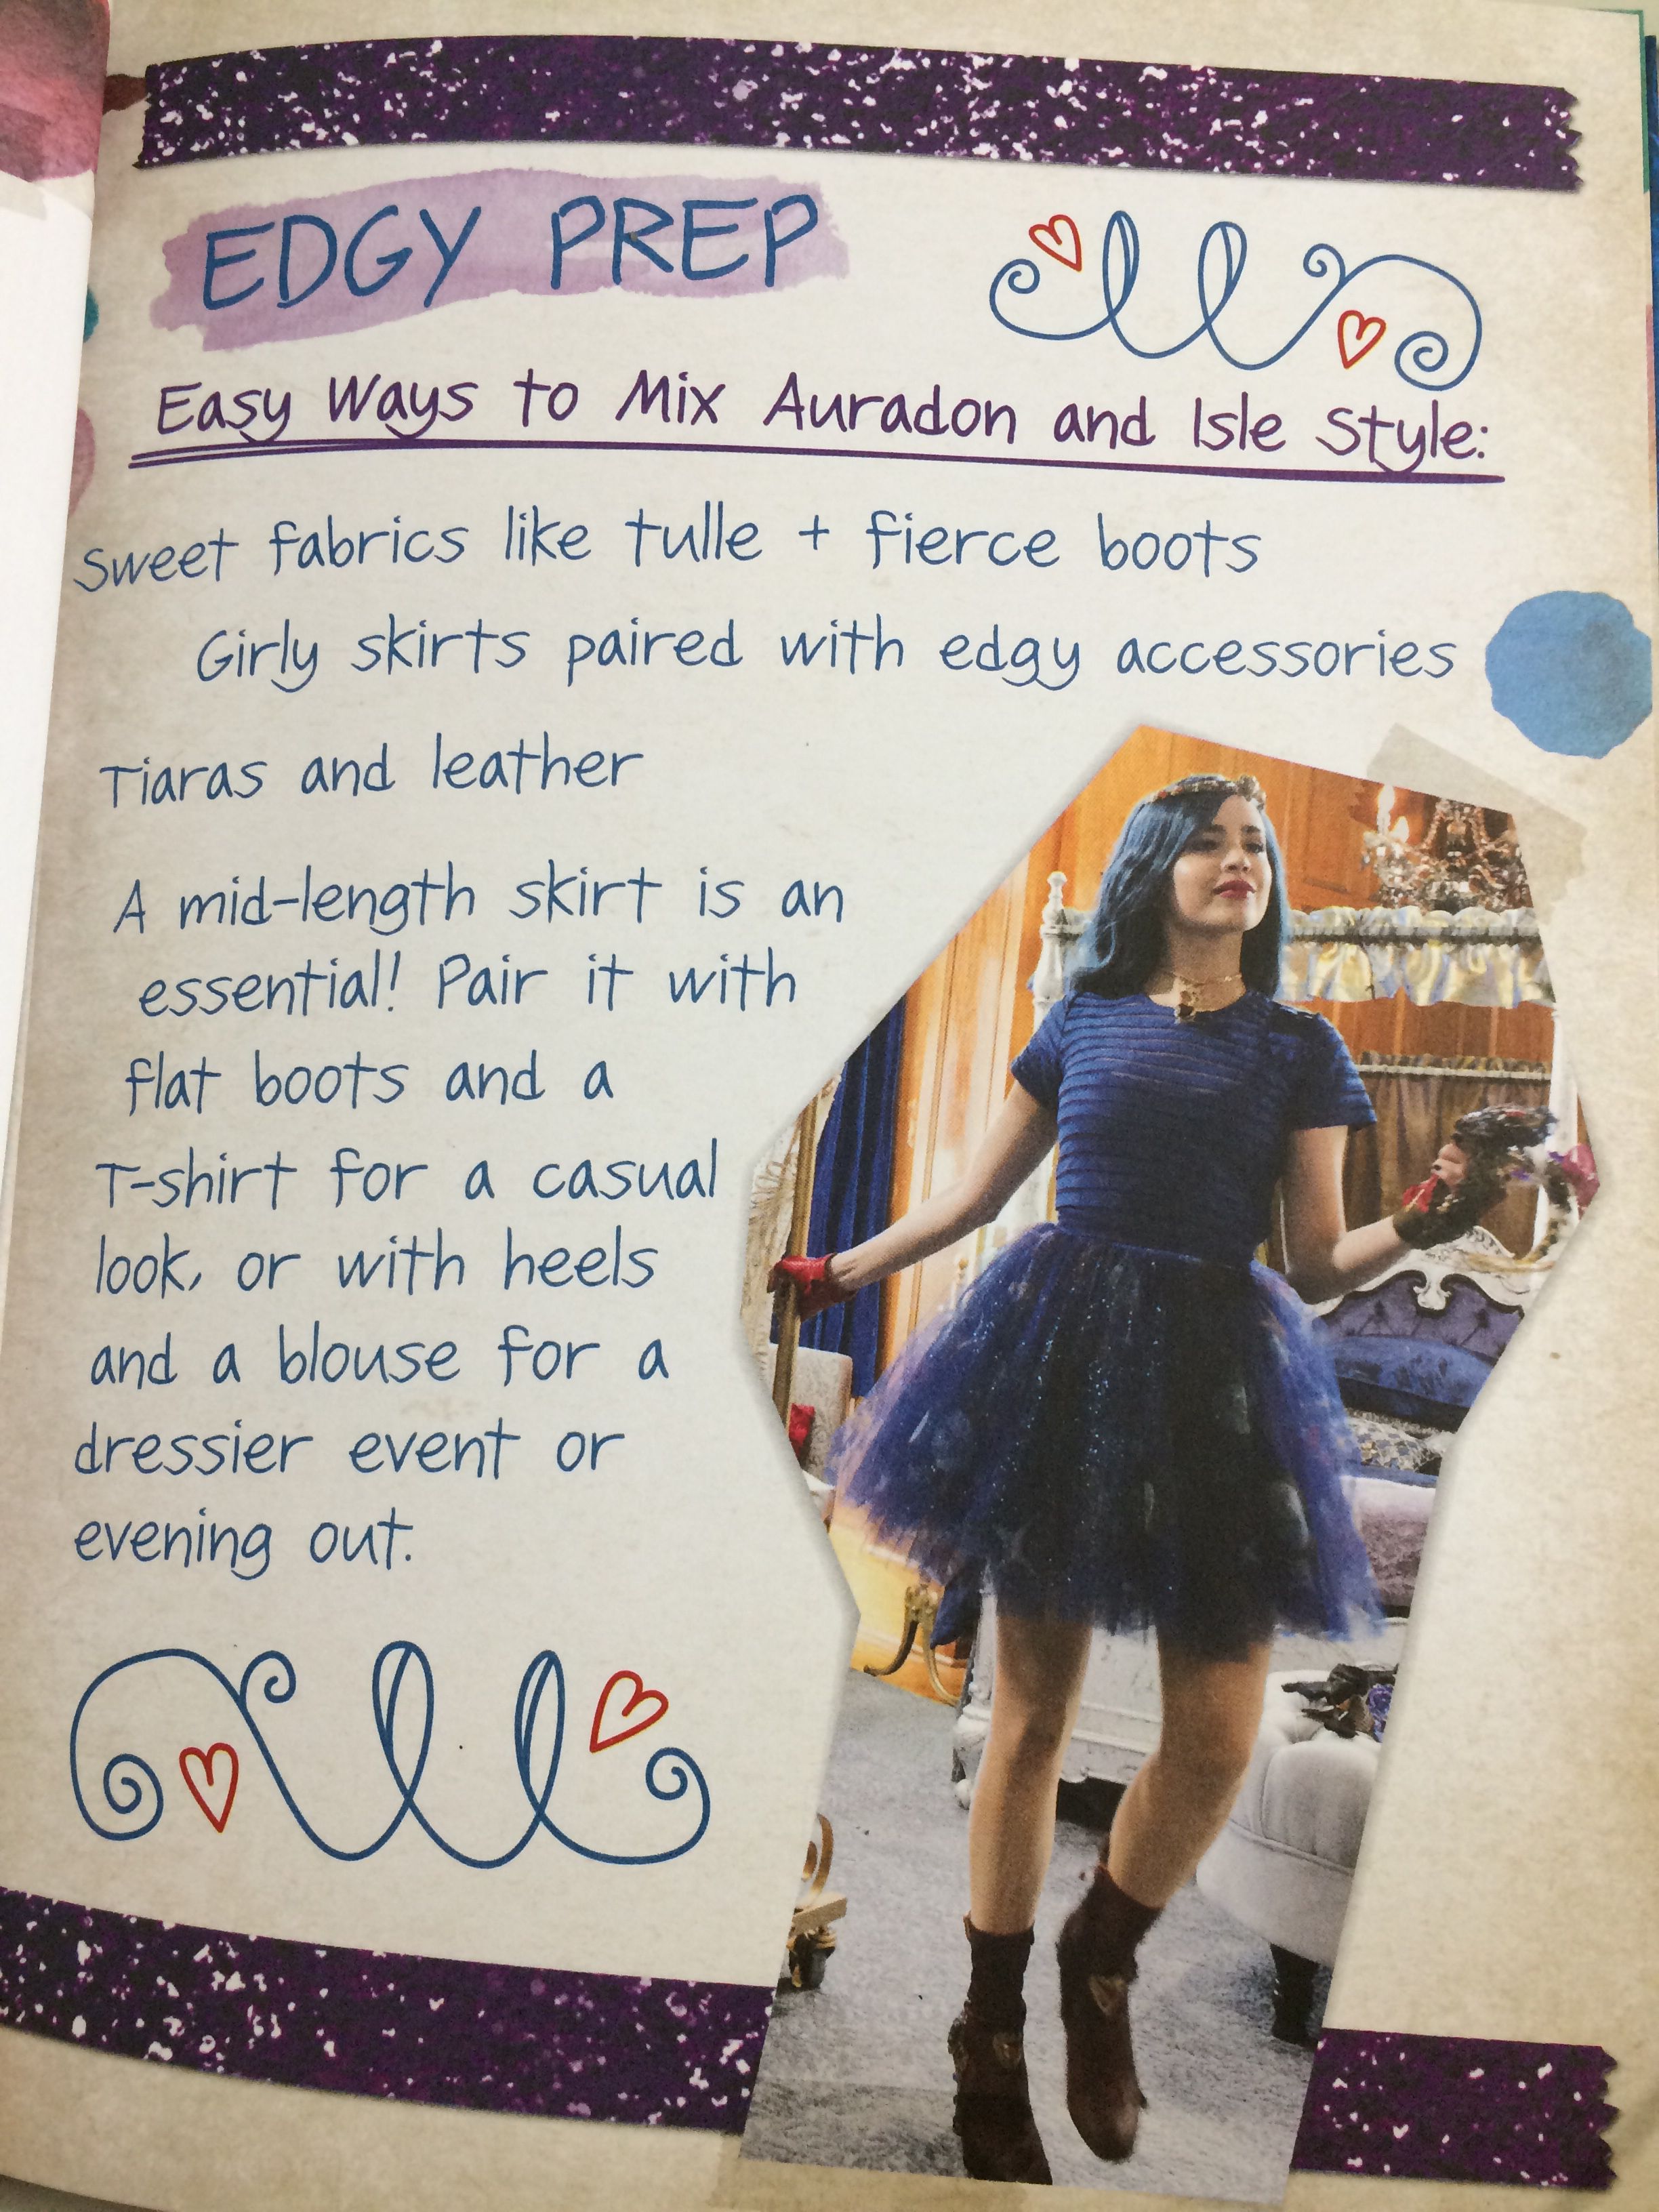 EDGY PREP
Easy Ways to Mix Auradon and Isle Style:
Sweet fabrics like tulle + fierce boots
Girly skirts paired with edgy accessories
Tiaras and leather
A mid-length skirt is an
essential! Pair it with
flat boots and a
T-shirt for a casual
look, or with heels
and a blouse for a
dressier event or
evening out.